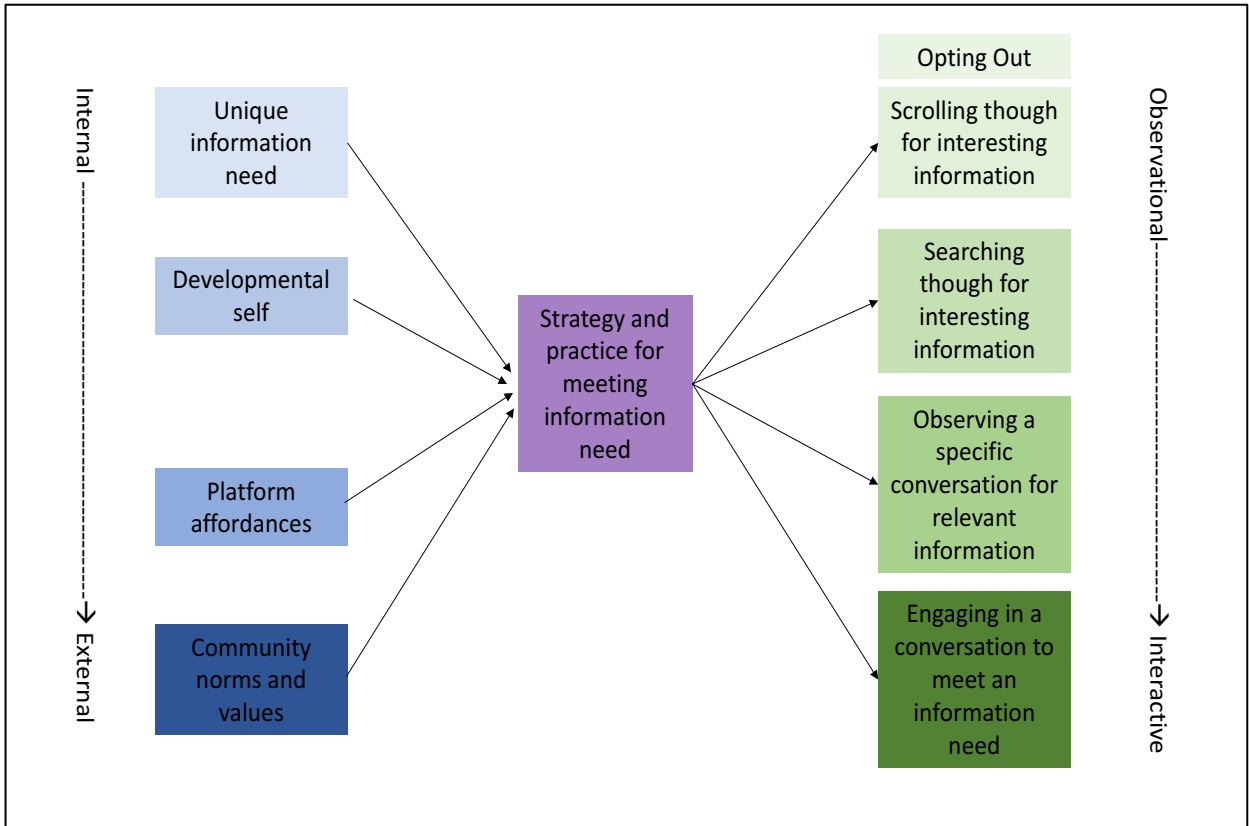 Internal
External
Unique
information
need
Developmental
self
Platform
affordances
Community
norms and
values
Strategy and
practice for
meeting
information
need
Opting Out
Scrolling though
for interesting
information
Searching
though for
interesting
information
Observing a
specific
conversation for
relevant
information
Engaging in a
conversation to
meet an
information
need
Observational
Interactive